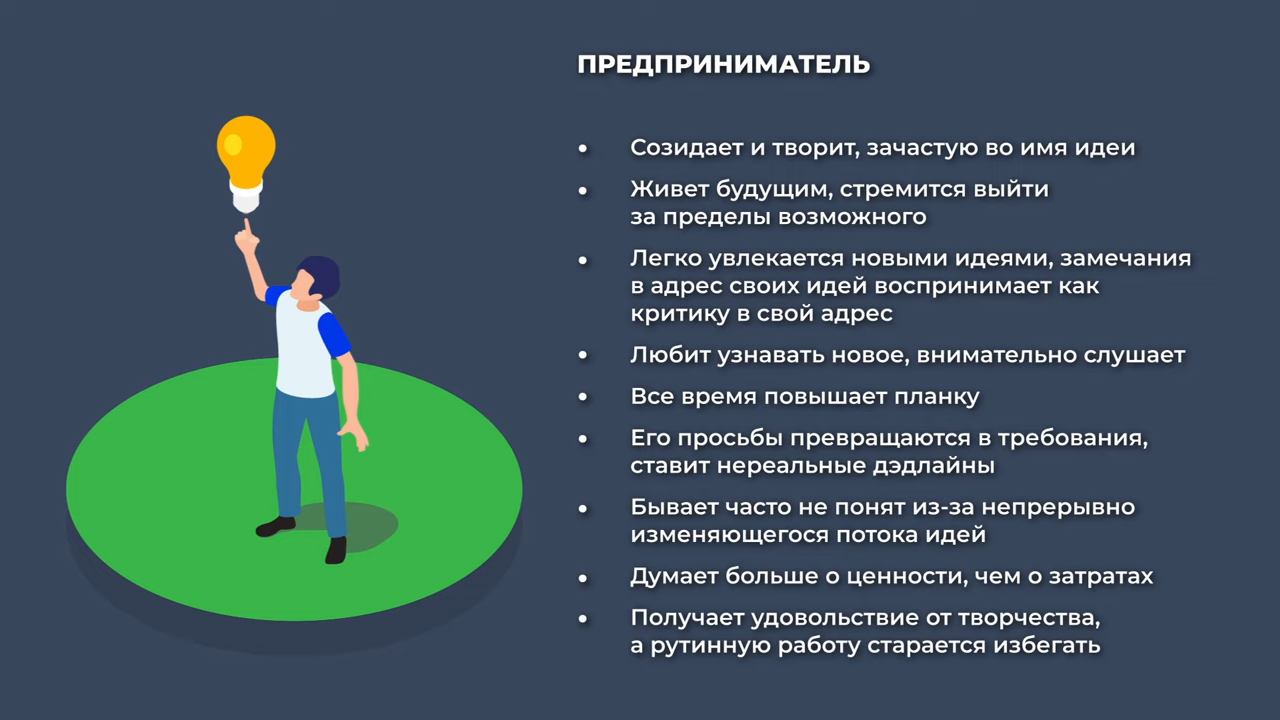 ПРЕДПРИНИМАТЕЛЬ
• Созидает и творит, зачастую во имя идеи
• Живет будущим, стремится выйти
за пределы возможного
• Легко увлекается новыми идеями, замечания
в адрес своих идей воспринимает как
критику в свой адрес
• Любит узнавать новое, внимательно слушает
• Все время повышает планку
• Его просьбы превращаются в требования,
ставит нереальные дэдлайны
• Бывает часто не понят из-за непрерывно
изменяющегося потока идей
• Думает больше о ценности, чем о затратах
• Получает удовольствие от творчества,
а рутинную работу старается избегать